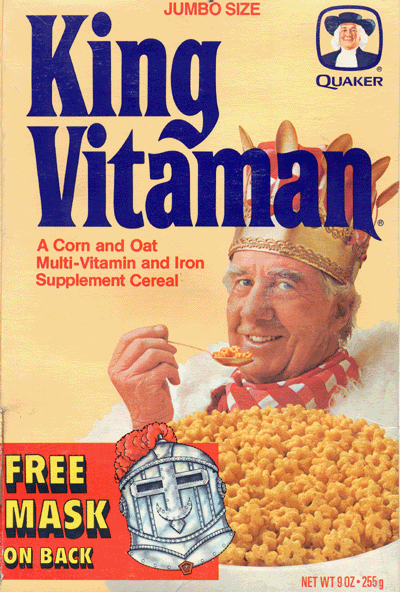 JUMBO SIZE
QUAKER®
King
Vitaman®
A Corn and Oat
Multi-Vitamin and Iron
Supplement Cereal
FREE
MASK
ON BACK
NET WT 9 OZ • 255 g